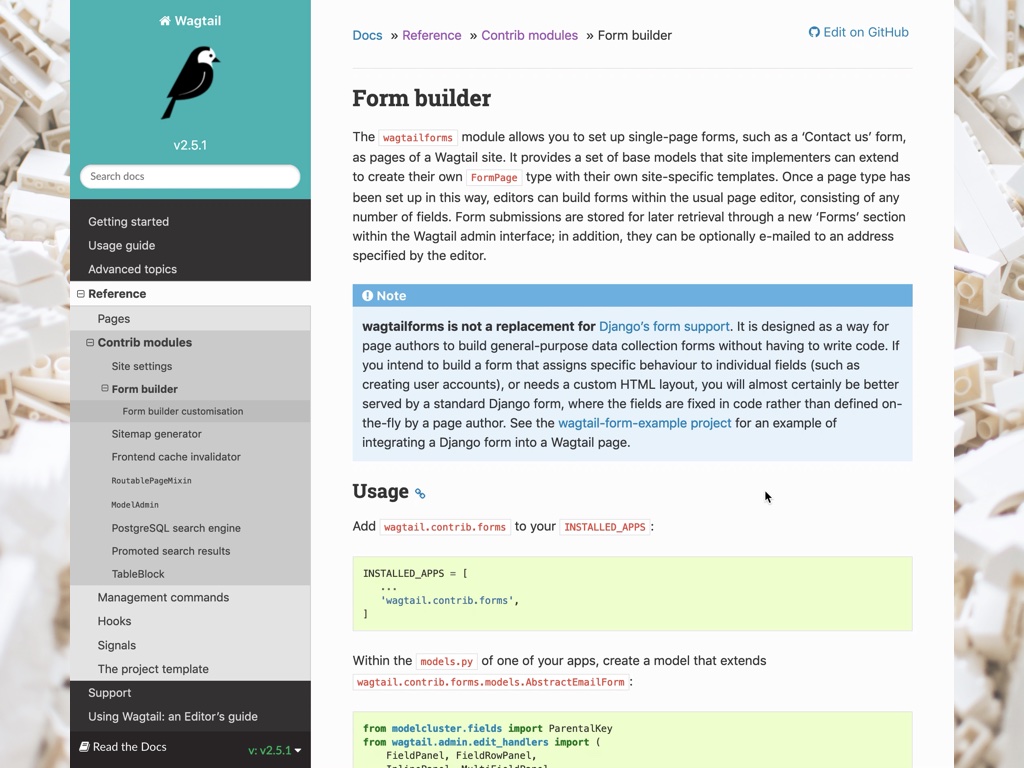 Wagtail
v2.5.1
Search docs
Getting started
Usage guide
Advanced topics
Reference
Pages
Contrib modules
Site settings
Form builder
Form builder customisation
Sitemap generator
Frontend cache invalidator
RoutablePageMixin
ModelAdmin
PostgreSQL search engine
Promoted search results
TableBlock
Management commands
Hooks
Signals
The project template
Support
Using Wagtail: an Editor's guide
Read the Docs
v: v2.5.1
Docs » Reference » Contrib modules » Form builder
Edit on GitHub
Form builder
The wagtailforms module allows you to set up single-page forms, such as a ‘Contact us’ form,
as pages of a Wagtail site. It provides a set of base models that site implementers can extend
to create their own FormPage type with their own site-specific templates. Once a page type has
been set up in this way, editors can build forms within the usual page editor, consisting of any
number of fields. Form submissions are stored for later retrieval through a new ‘Forms’ section
within the Wagtail admin interface; in addition, they can be optionally e-mailed to an address
specified by the editor.
Note
wagtailforms is not a replacement for Django’s form support. It is designed as a way for
page authors to build general-purpose data collection forms without having to write code. If
you intend to build a form that assigns specific behaviour to individual fields (such as
creating user accounts), or needs a custom HTML layout, you will almost certainly be better
served by a standard Django form, where the fields are fixed in code rather than defined on-
the-fly by a page author. See the wagtail-form-example project for an example of
integrating a Django form into a Wagtail page.
Usage
Add wagtail.contrib.forms to your INSTALLED_APPS :
INSTALLED_APPS = [
...
'wagtail.contrib.forms',
]
Within the models.py of one of your apps, create a model that extends
wagtail.contrib.forms.models.AbstractEmailForm :
from modelcluster.fields import ParentalKey
from wagtail.admin.edit_handlers import (
FieldPanel, FieldRowPanel,
InlinePanel, MultiFieldPanel